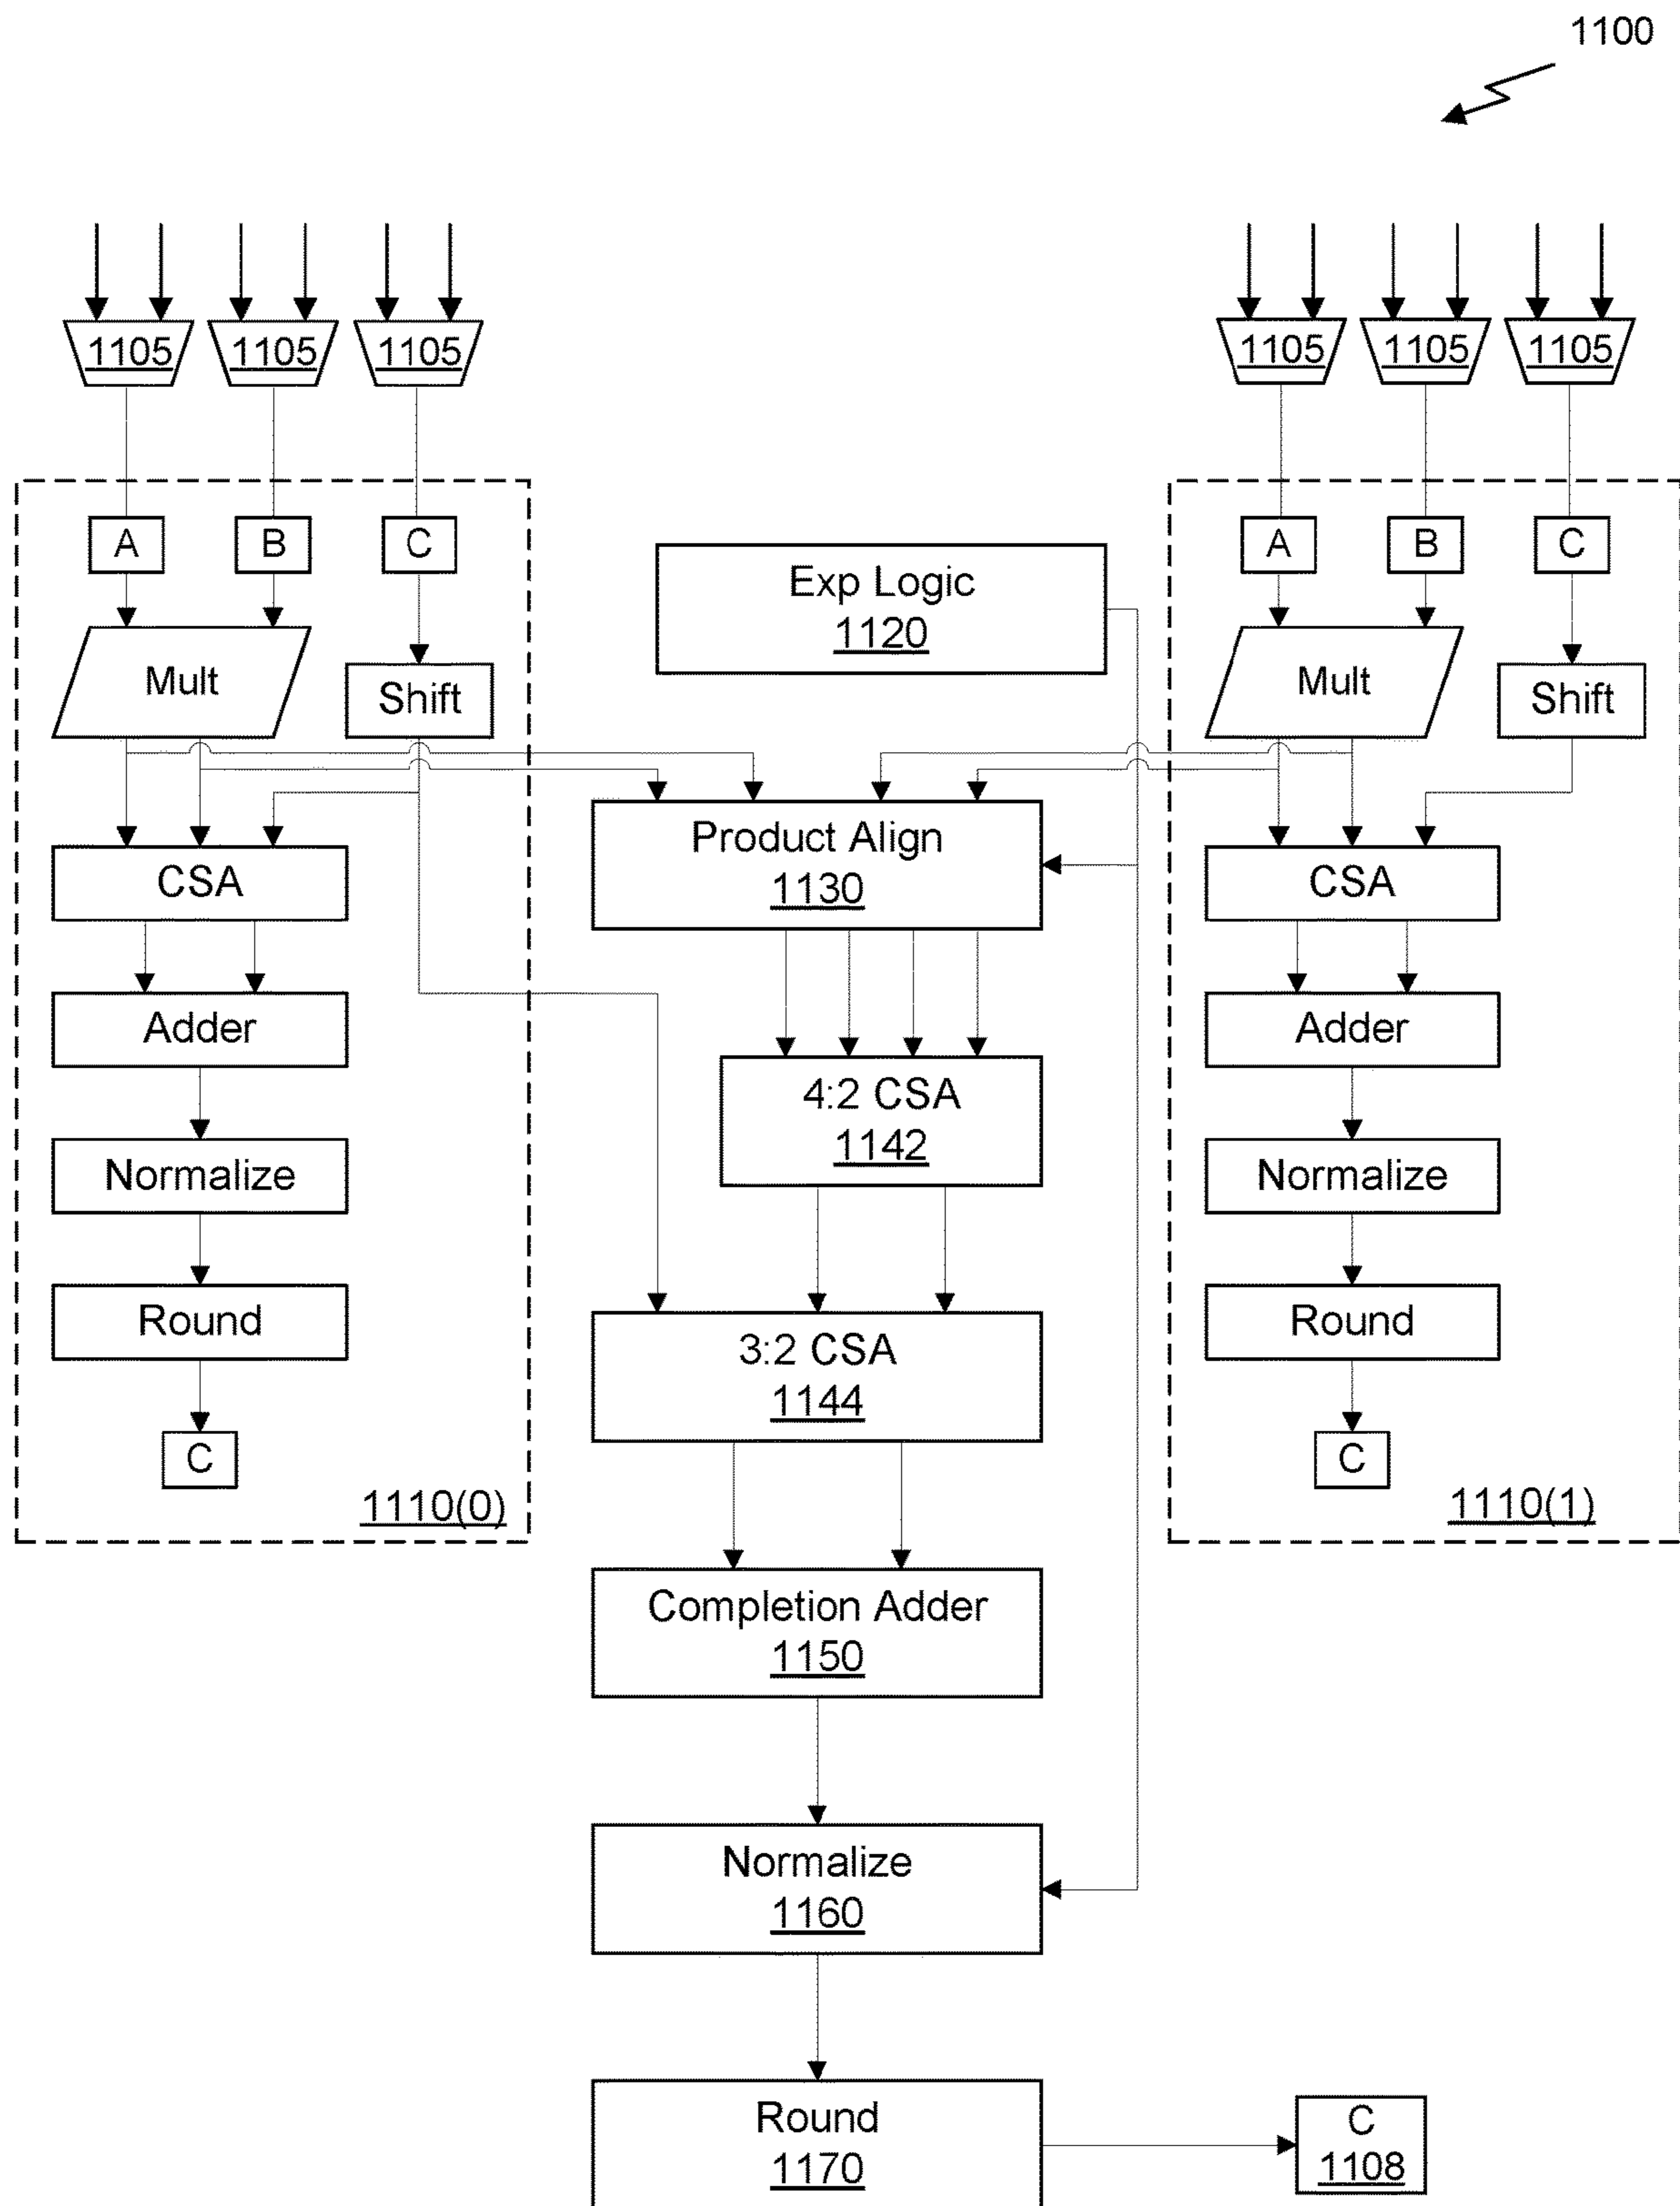 1100
1105 1105 1105 1105 1105 1105
A B C A B C
Exp Logic
1120
Mult Shift Mult Shift
Product Align
1130
CSA CSA
Adder Adder
4:2 CSA
1142
Normalize Normalize
Round Round
3:2 CSA
1144
C C
1110(0) 1110(1)
Completion Adder
1150
Normalize
1160
Round
1170
C
1108